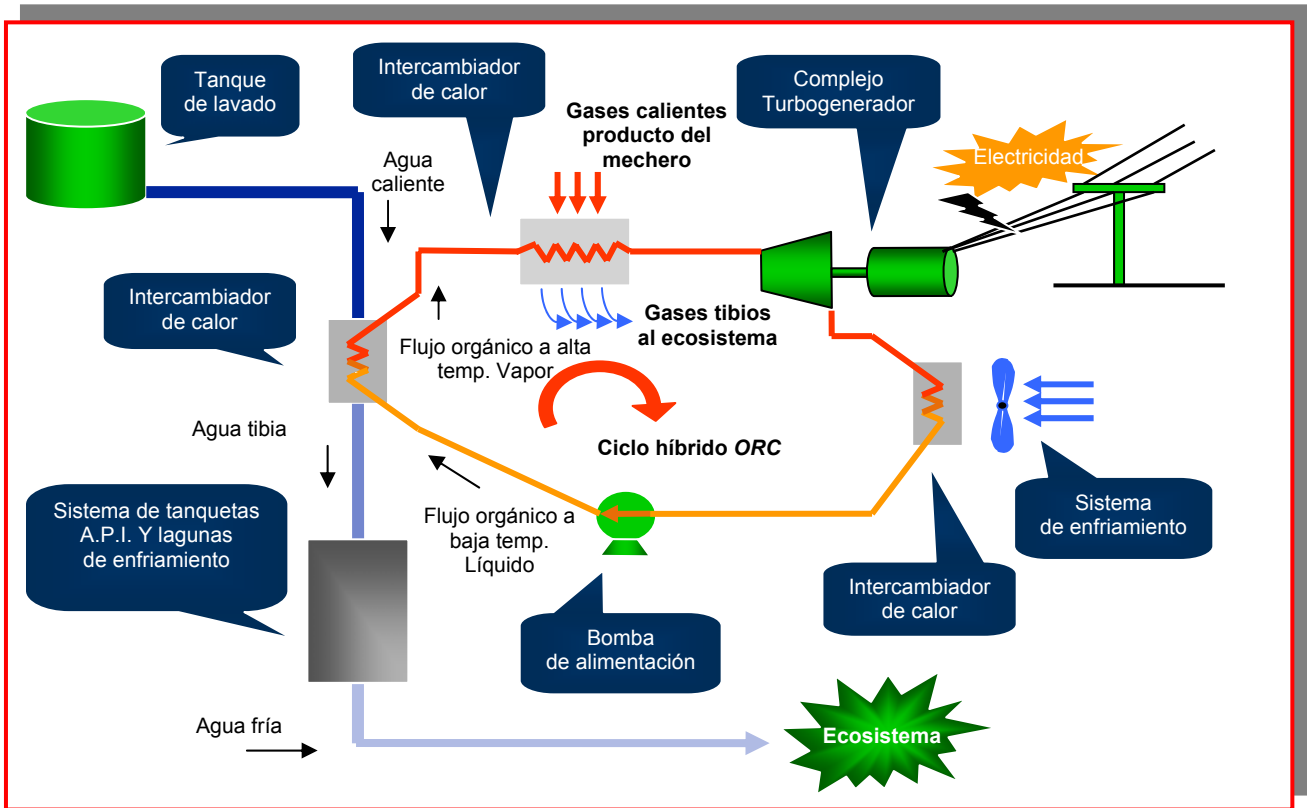 Tanque
de lavado
Intercambiador
de calor
Gases calientes
producto del
mechero
Complejo
Turbogenerador
Electricidad
Agua
caliente
Intercambiador
de calor
Gases tibios
al ecosistema
Flujo orgánico a alta
temp. Vapor
Agua tibia
Ciclo híbrido ORC
Sistema de tanquetas
A.P.I. Y lagunas
de enfriamiento
Flujo orgánico a
baja temp.
Líquido
Sistema
de enfriamiento
Intercambiador
de calor
Bomba
de alimentación
Agua fría
Ecosistema